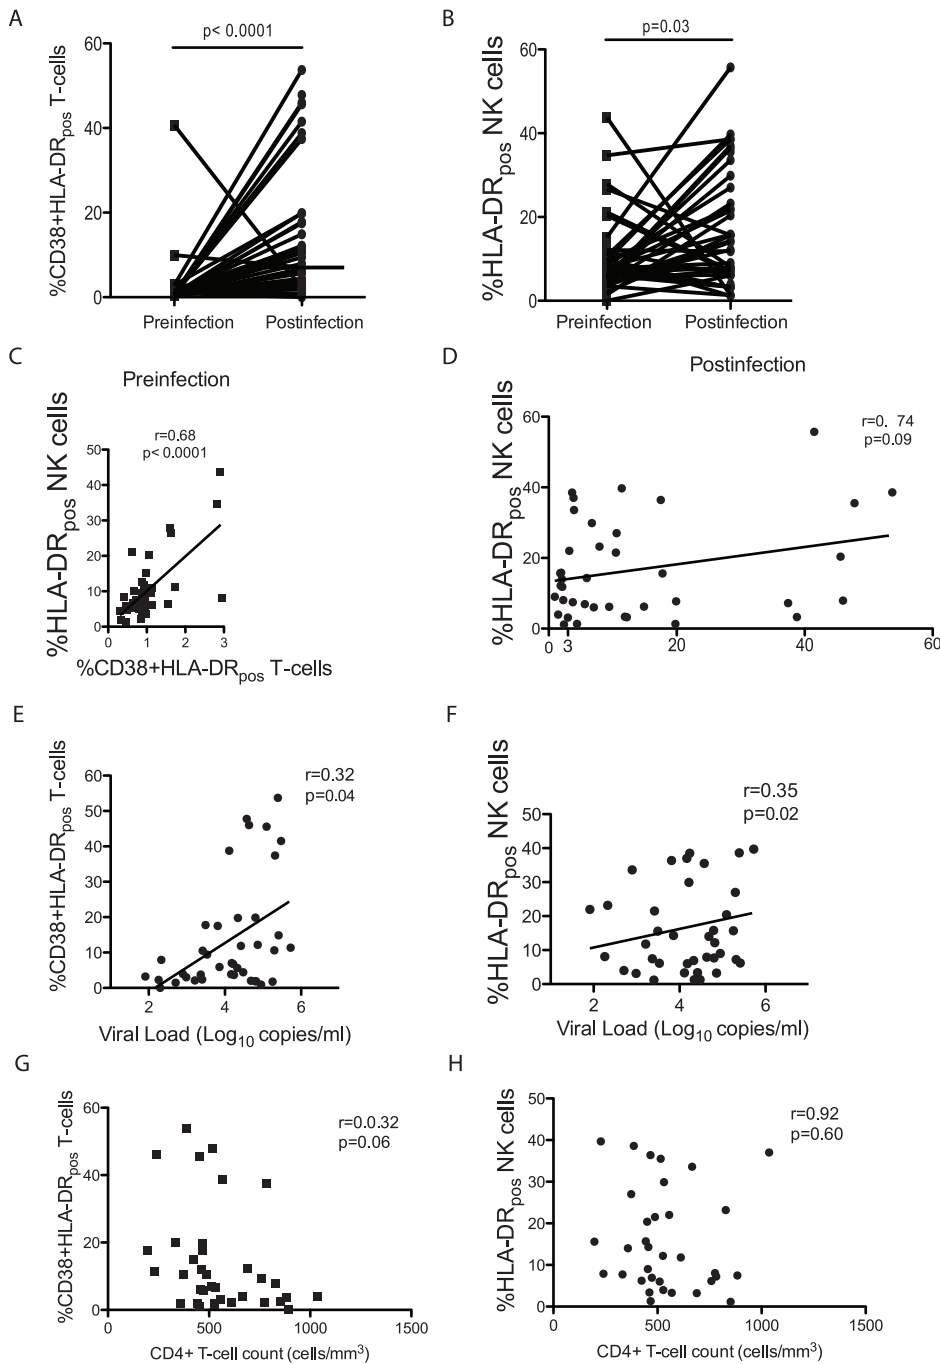 A
p< 0.0001
%CD38+HLA-DRpos T-cells
60
40
20
0
Preinfection Postinfection
B
p=0.03
%HLA-DRpos NK cells
60
40
20
0
Preinfection Postinfection
C
Preinfection
%HLA-DRpos NK cells
r=0.68
p<0.0001
50
40
30
20
10
0
0 1 2 3
%CD38+HLA-DRpos T-cells
D
Postinfection
%HLA-DRpos NK cells
r=0. 74
p=0.09
60
40
20
0
0 3 20 40 60
E
%CD38+HLA-DRpos T-cells
r=0.32
p=0.04
60
50
40
30
20
10
0
2 4 6
Viral Load (Log10 copies/ml)
F
%HLA-DRpos NK cells
r=0.35
p=0.02
50
40
30
20
10
0
2 4 6
Viral Load (Log10 copies/ml)
G
%CD38+HLA-DRpos T-cells
r=0.0.32
p=0.06
60
40
20
0
0 500 1000 1500
CD4+ T-cell count (cells/mm3)
H
%HLA-DRpos NK cells
r=0.92
p=0.60
50
40
30
20
10
0
0 500 1000 1500
CD4+ T-cell count (cells/mm3)